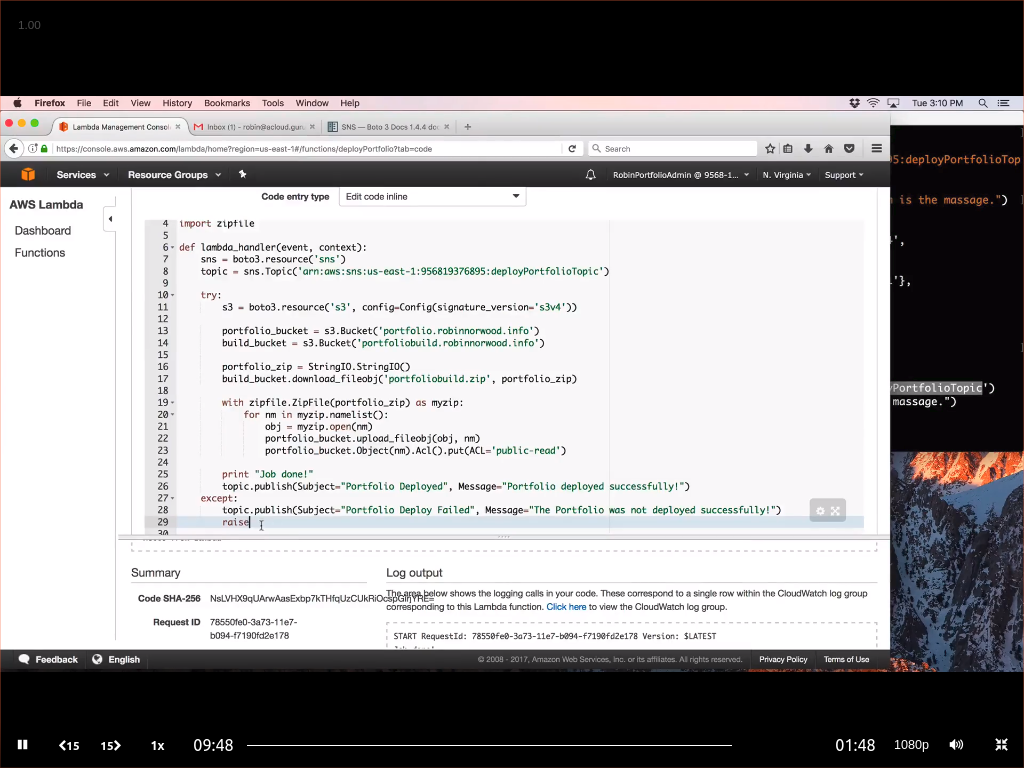 1.00
Firefox File Edit View History Bookmarks Tools Window Help Tue 3:10 PM
Lambda Management Consol × Inbox (1) - robin@acloud.gur × SNS — Boto 3 Docs 1.4.4 doc × +
https://console.aws.amazon.com/lambda/home?region=us-east-1#/functions/deployPortfolio?tab=code Search
Services Resource Groups RobinPortfolioAdmin @ 9568-1... N. Virginia Support
AWS Lambda
Dashboard
Functions
Code entry type Edit code inline
4 import zipfile
5
6 def lambda_handler(event, context):
7 sns = boto3.resource('sns')
8 topic = sns.Topic('arn:aws:sns:us-east-1:956819376895:deployPortfolioTopic')
9
10 try:
11 s3 = boto3.resource('s3', config=Config(signature_version='s3v4'))
12
13 portfolio_bucket = s3.Bucket('portfolio.robinnorwood.info')
14 build_bucket = s3.Bucket('portfoliobuild.robinnorwood.info')
15
16 portfolio_zip = StringIO.StringIO()
17 build_bucket.download_fileobj('portfoliobuild.zip', portfolio_zip)
18
19 with zipfile.ZipFile(portfolio_zip) as myzip:
20 for nm in myzip.namelist():
21 obj = myzip.open(nm)
22 portfolio_bucket.upload_fileobj(obj, nm)
23 portfolio_bucket.Object(nm).Acl().put(ACL='public-read')
24
25 print "Job done!"
26 topic.publish(Subject="Portfolio Deployed", Message="Portfolio deployed successfully!")
27 except:
28 topic.publish(Subject="Portfolio Deploy Failed", Message="The Portfolio was not deployed successfully!")
29 raise
30
5:deployPortfolioTop
is the massage.")
',
'},
yPortfolioTopic')
massage.")
Summary
Code SHA-256
Request ID 78550fe0-3a73-11e7-
b094-f7190fd2e178
Log output
The area below shows the logging calls in your code. These correspond to a single row within the CloudWatch log group
corresponding to this Lambda function. Click here to view the CloudWatch log group.
START RequestId: 78550fe0-3a73-11e7-b094-f7190fd2e178 Version: $LATEST
Feedback English © 2008 - 2017, Amazon Web Services, Inc. or its affiliates. All rights reserved. Privacy Policy Terms of Use
15 15 1x 09:48 01:48 1080p